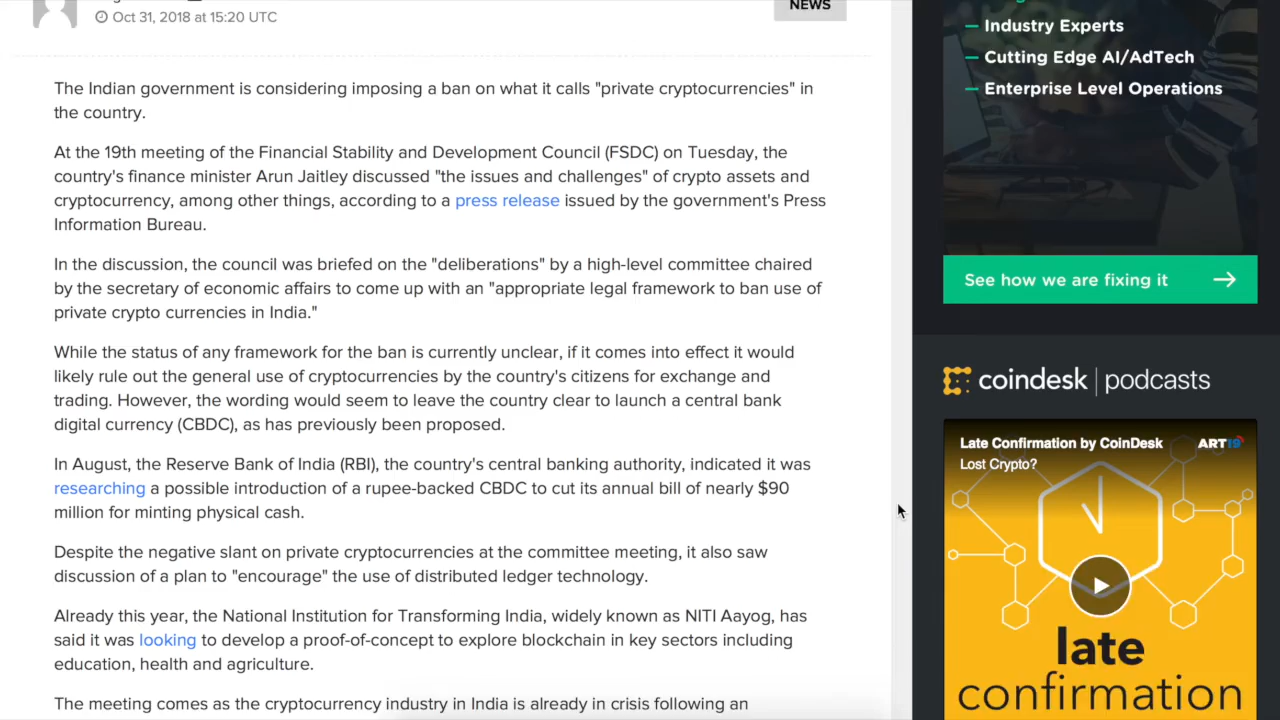 Oct 31, 2018 at 15:20 UTC
NEWS
The Indian government is considering imposing a ban on what it calls "private cryptocurrencies" in
the country.
At the 19th meeting of the Financial Stability and Development Council (FSDC) on Tuesday, the
country's finance minister Arun Jaitley discussed "the issues and challenges" of crypto assets and
cryptocurrency, among other things, according to a press release issued by the government's Press
Information Bureau.
In the discussion, the council was briefed on the "deliberations" by a high-level committee chaired
by the secretary of economic affairs to come up with an "appropriate legal framework to ban use of
private crypto currencies in India."
While the status of any framework for the ban is currently unclear, if it comes into effect it would
likely rule out the general use of cryptocurrencies by the country's citizens for exchange and
trading. However, the wording would seem to leave the country clear to launch a central bank
digital currency (CBDC), as has previously been proposed.
In August, the Reserve Bank of India (RBI), the country's central banking authority, indicated it was
researching a possible introduction of a rupee-backed CBDC to cut its annual bill of nearly $90
million for minting physical cash.
Despite the negative slant on private cryptocurrencies at the committee meeting, it also saw
discussion of a plan to "encourage" the use of distributed ledger technology.
Already this year, the National Institution for Transforming India, widely known as NITI Aayog, has
said it was looking to develop a proof-of-concept to explore blockchain in key sectors including
education, health and agriculture.
The meeting comes as the cryptocurrency industry in India is already in crisis following an
— Industry Experts
— Cutting Edge AI/AdTech
— Enterprise Level Operations
See how we are fixing it →
coindesk | podcasts
Late Confirmation by CoinDesk
ART19
Lost Crypto?
late
confirmation